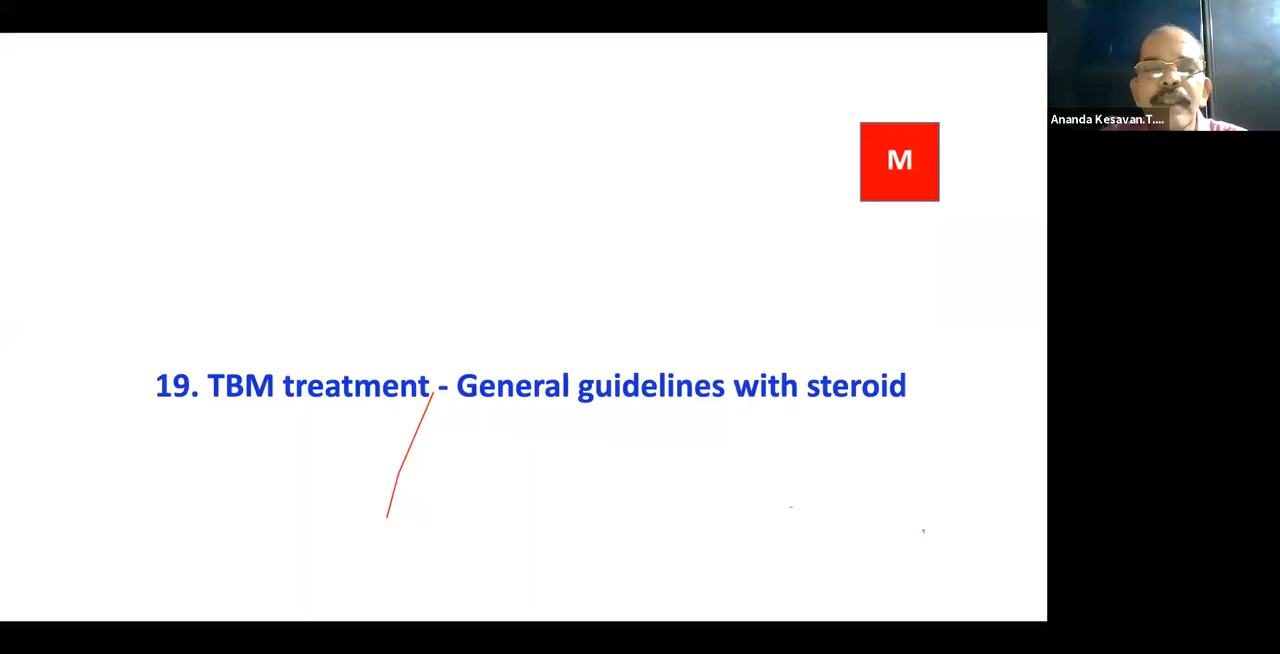 Ananda Kesavan.T....
M
19. TBM treatment - General guidelines with steroid